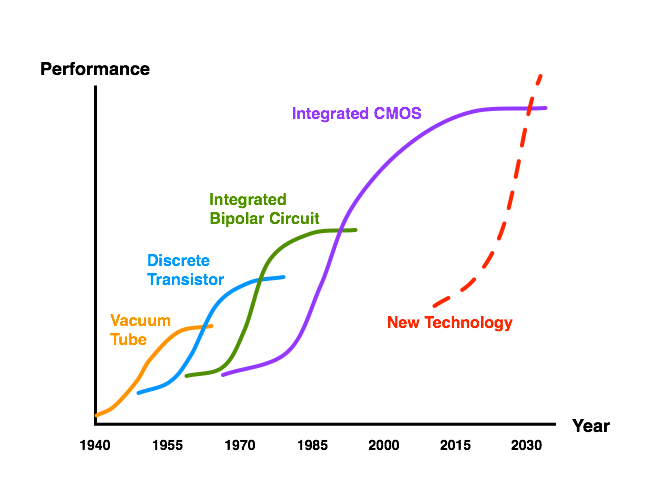 Performance
Integrated CMOS
Integrated
Bipolar Circuit
Discrete
Transistor
Vacuum
Tube
New Technology
Year
1940 1955 1970 1985 2000 2015 2030